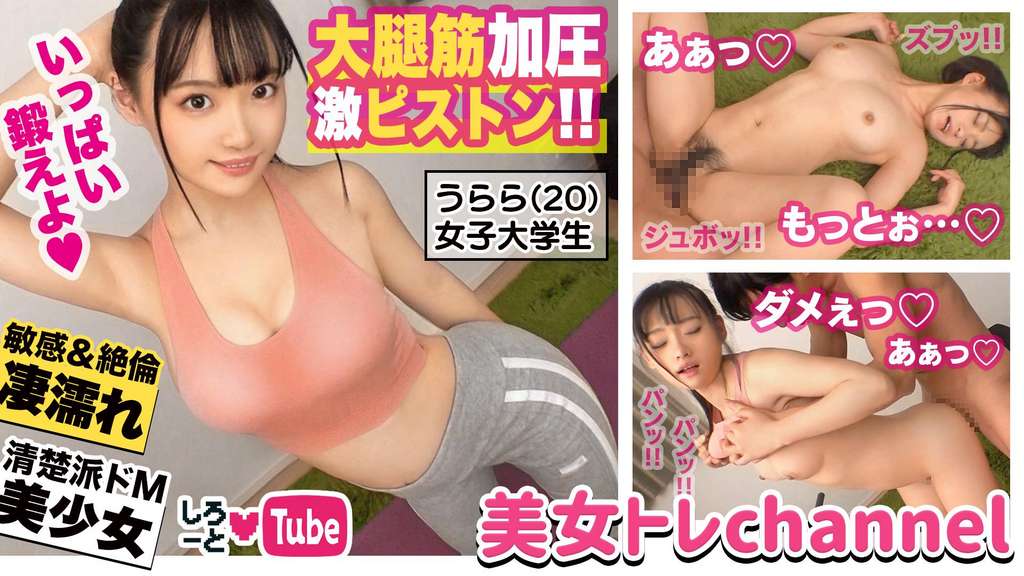 いっぱい
鍛えよ♥
大腿筋加圧
激ピストン!!
うらら(20)
女子大学生
敏感&絶倫
凄濡れ
清楚派ドM
美少女
しろーと♥Tube
あぁっ♡
ズプッ!!
ジュボッ!!
もっとぉ…♡
ダメぇっ♡
あぁっ♡
パンッ!!
パンッ!!
美女トレchannel